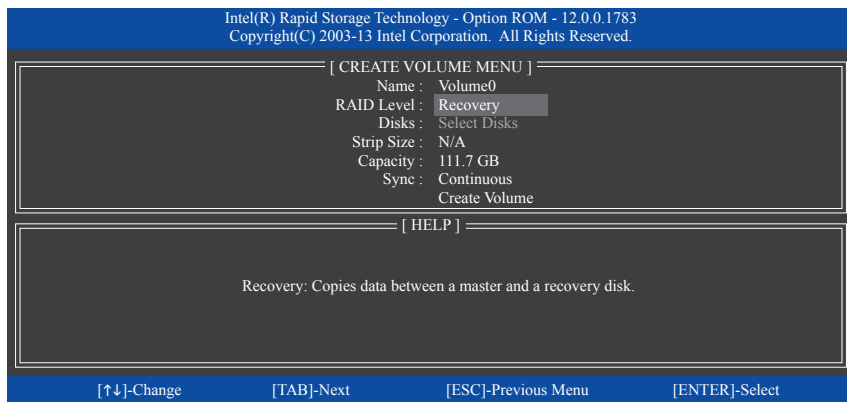 Intel(R) Rapid Storage Technology - Option ROM - 12.0.0.1783
Copyright(C) 2003-13 Intel Corporation. All Rights Reserved.
[ CREATE VOLUME MENU ]
Name : Volume0
RAID Level : Recovery
Disks : Select Disks
Strip Size : N/A
Capacity : 111.7 GB
Sync : Continuous
Create Volume
[ HELP ]
Recovery: Copies data between a master and a recovery disk.
[↑↓]-Change [TAB]-Next [ESC]-Previous Menu [ENTER]-Select